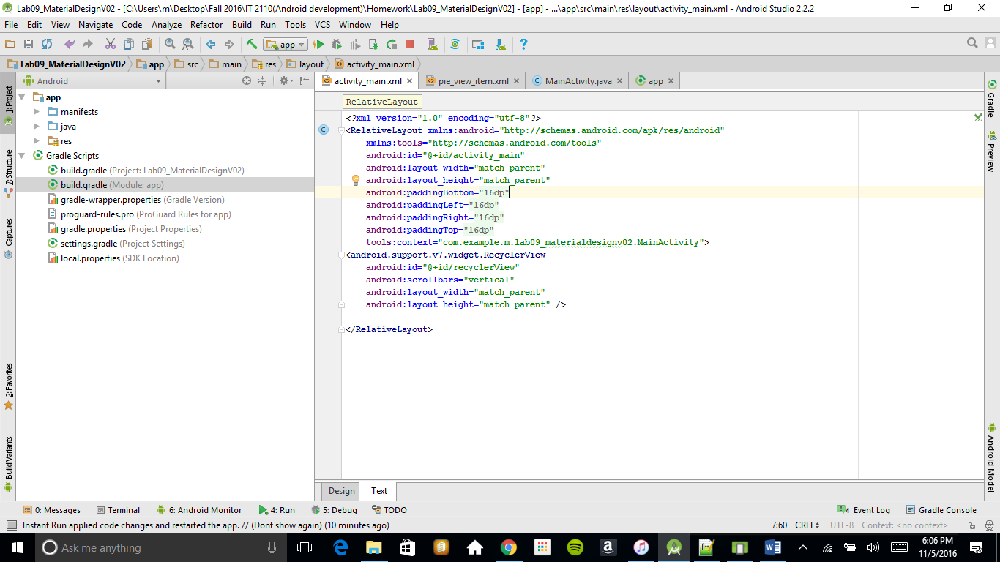 Lab09_MaterialDesignV02 - [C:\Users\m\Desktop\Fall 2016\IT 2110(Android development)\Homework\Lab09_MaterialDesignV02] - [app] - ...\app\src\main\res\layout\activity_main.xml - Android Studio 2.2.2
File Edit View Navigate Code Analyze Refactor Build Run Tools VCS Window Help
app
Lab09_MaterialDesignV02 app src main res layout activity_main.xml
Android
activity_main.xml pie_view_item.xml MainActivity.java app
1: Project
7: Structure
Captures
2: Favorites
Build Variants
app
manifests
java
res
Gradle Scripts
build.gradle (Project: Lab09_MaterialDesignV02)
build.gradle (Module: app)
gradle-wrapper.properties (Gradle Version)
proguard-rules.pro (ProGuard Rules for app)
gradle.properties (Project Properties)
settings.gradle (Project Settings)
local.properties (SDK Location)
RelativeLayout
<?xml version="1.0" encoding="utf-8"?>
<RelativeLayout xmlns:android="http://schemas.android.com/apk/res/android"
xmlns:tools="http://schemas.android.com/tools"
android:id="@+id/activity_main"
android:layout_width="match_parent"
android:layout_height="match_parent"
android:paddingBottom="16dp"
android:paddingLeft="16dp"
android:paddingRight="16dp"
android:paddingTop="16dp"
tools:context="com.example.m.lab09_materialdesignv02.MainActivity">
<android.support.v7.widget.RecyclerView
android:id="@+id/recyclerView"
android:scrollbars="vertical"
android:layout_width="match_parent"
android:layout_height="match_parent" />
</RelativeLayout>
Gradle
Preview
Android Model
Design Text
0: Messages Terminal 6: Android Monitor 4: Run 5: Debug TODO 4 Event Log Gradle Console
Instant Run applied code changes and restarted the app. // (Dont show again) (10 minutes ago) 7:60 CRLF UTF-8 Context: <no context>
Ask me anything
6:06 PM
11/5/2016